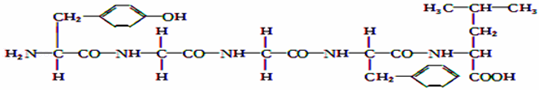 H₃C—CH—CH₃
CH₂—OH
CH₂
H H
H₂N—CH—CO—NH—C—CO—NH—C—CO—NH—CH—CO—NH—CH
H H H CH₂ COOH